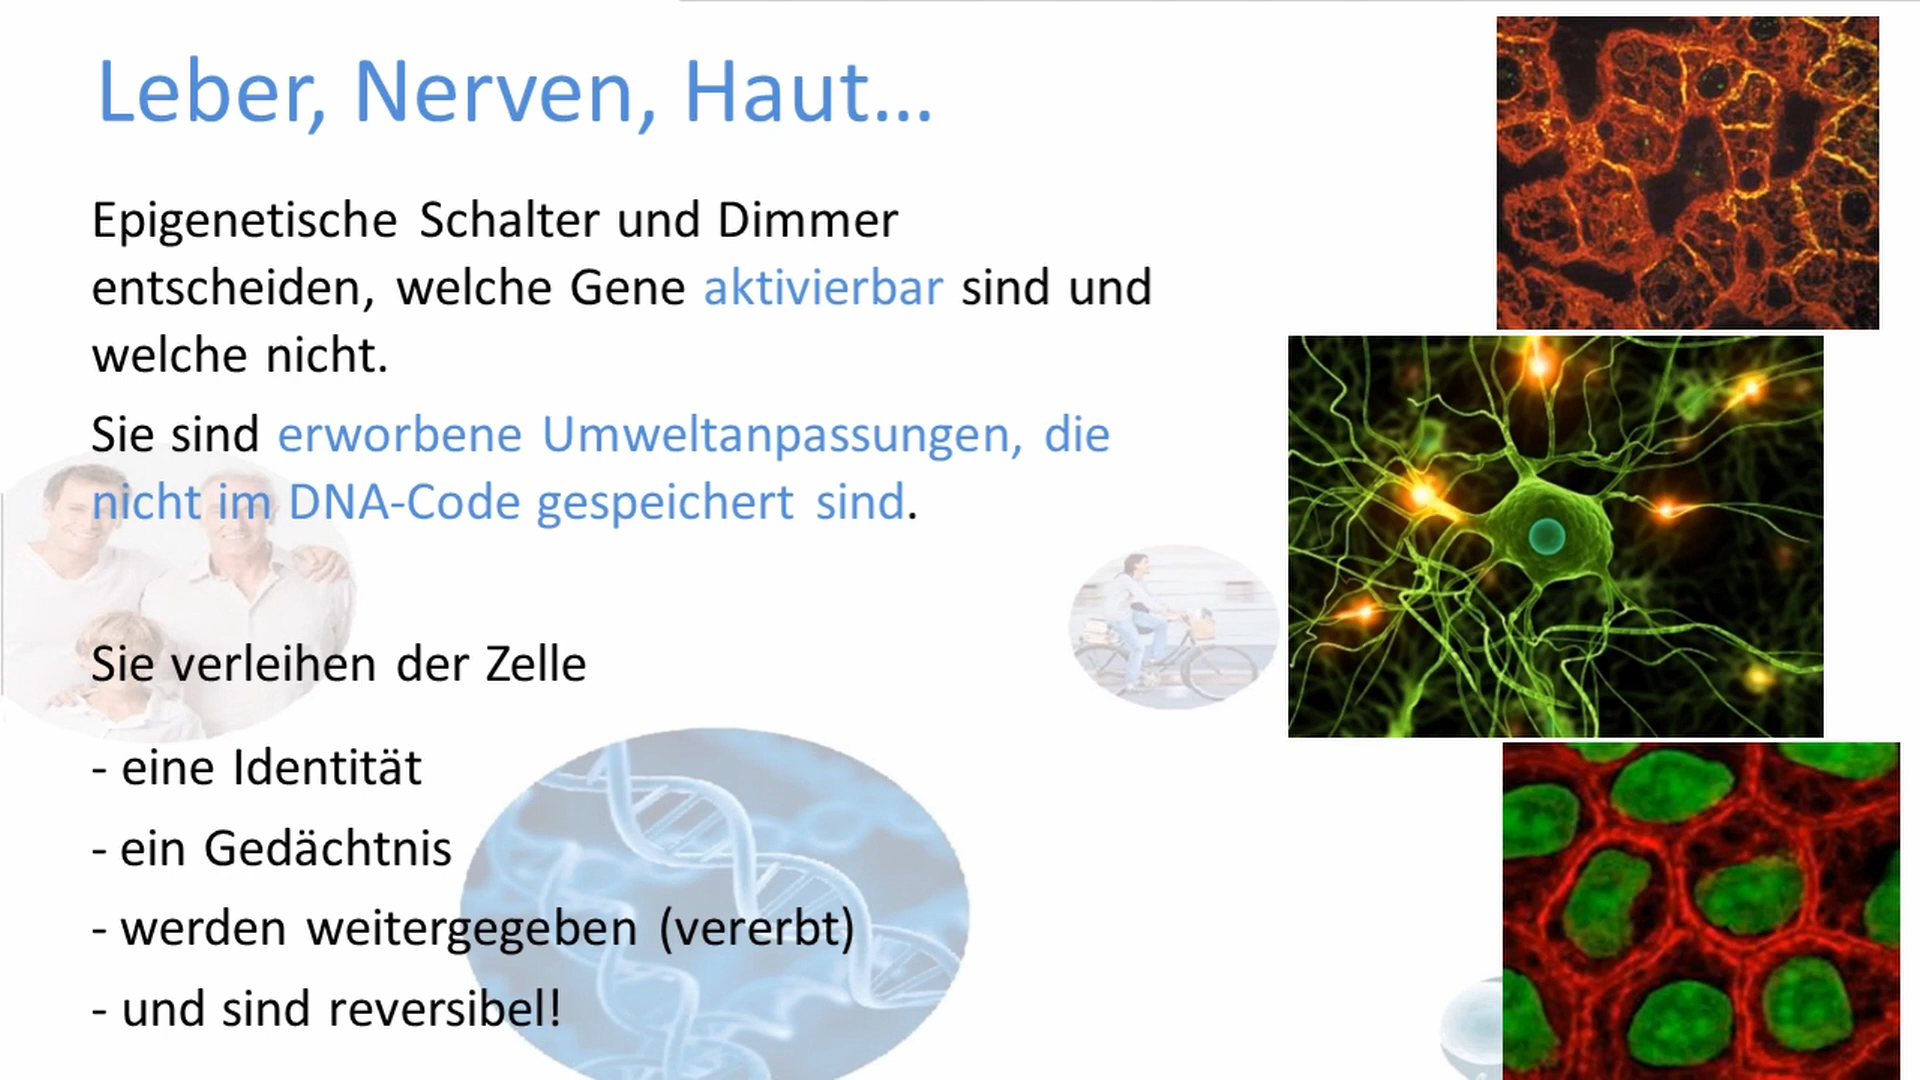 Leber, Nerven, Haut...
Epigenetische Schalter und Dimmer
entscheiden, welche Gene aktivierbar sind und
welche nicht.
Sie sind erworbene Umweltanpassungen, die
nicht im DNA-Code gespeichert sind.
Sie verleihen der Zelle
- eine Identität
- ein Gedächtnis
- werden weitergegeben (vererbt)
- und sind reversibel!